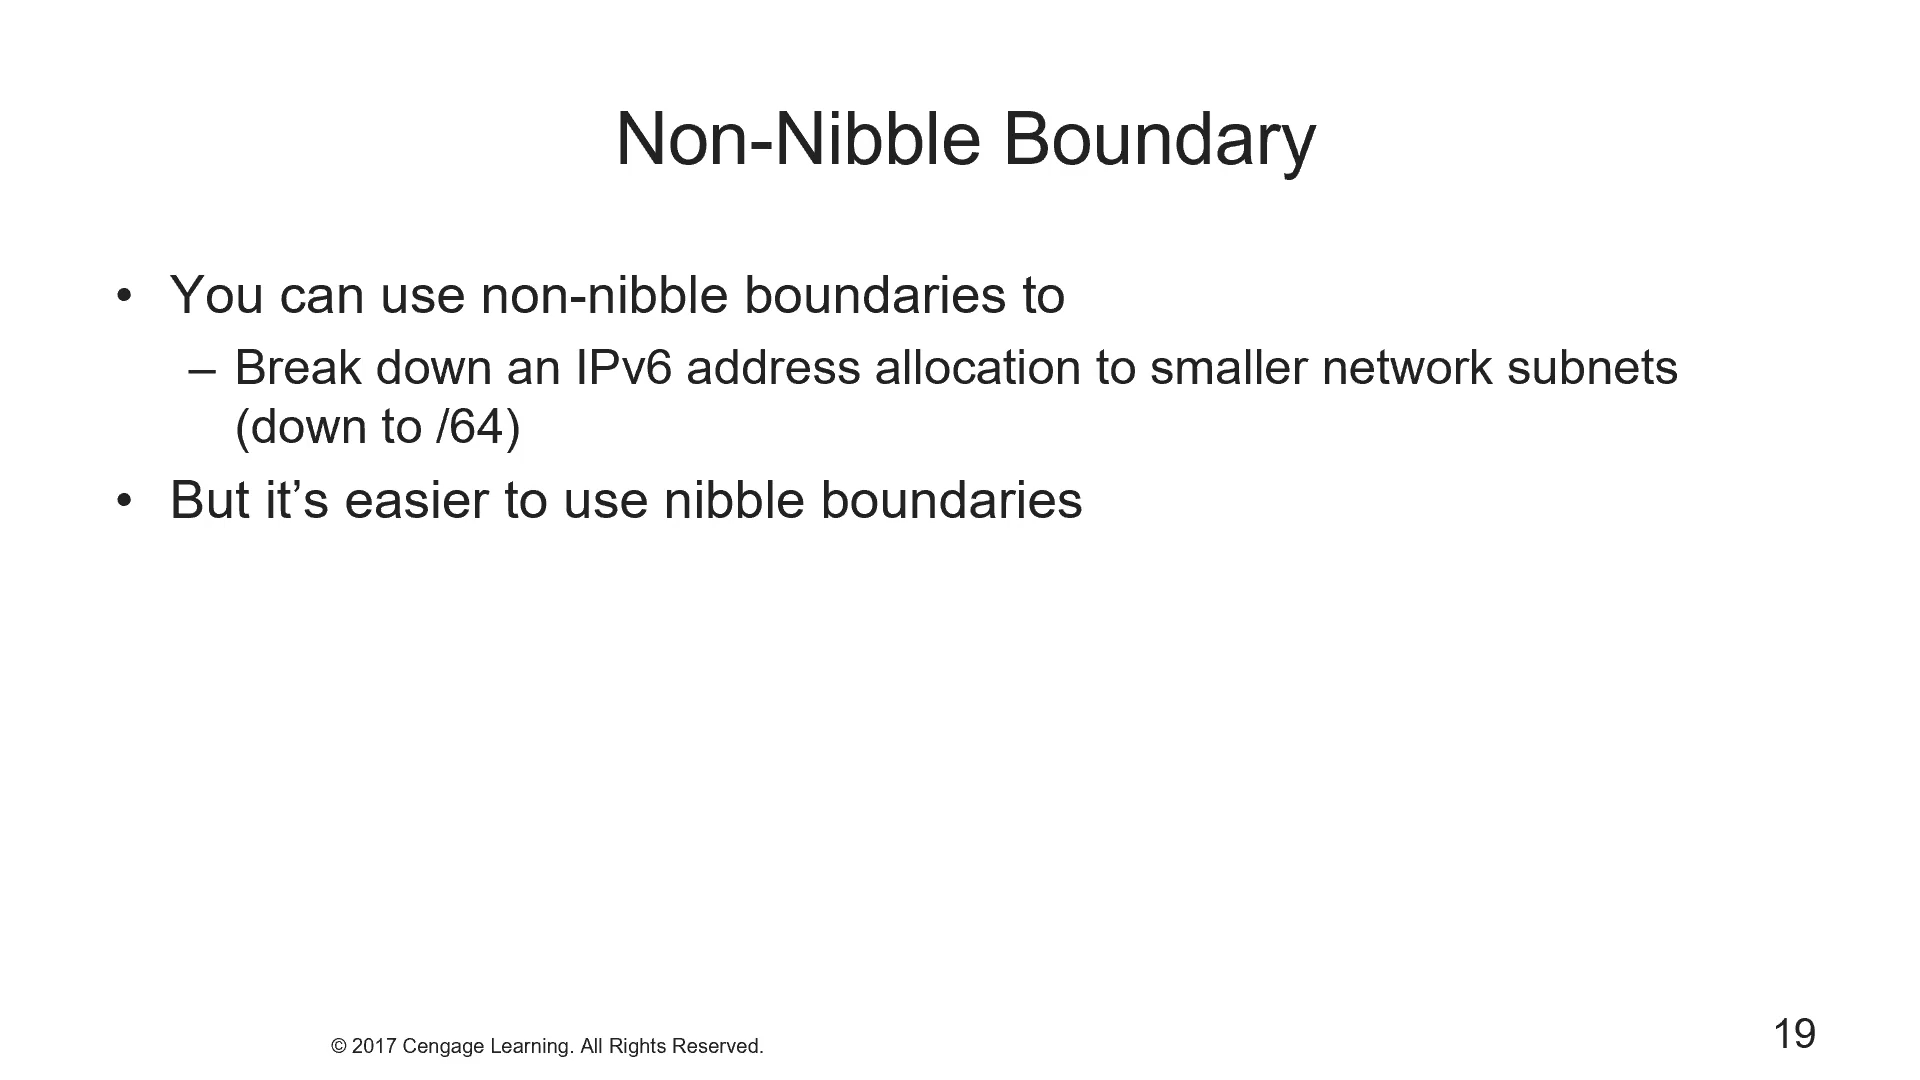 Non-Nibble Boundary
• You can use non-nibble boundaries to
– Break down an IPv6 address allocation to smaller network subnets
(down to /64)
• But it’s easier to use nibble boundaries
© 2017 Cengage Learning. All Rights Reserved.
19